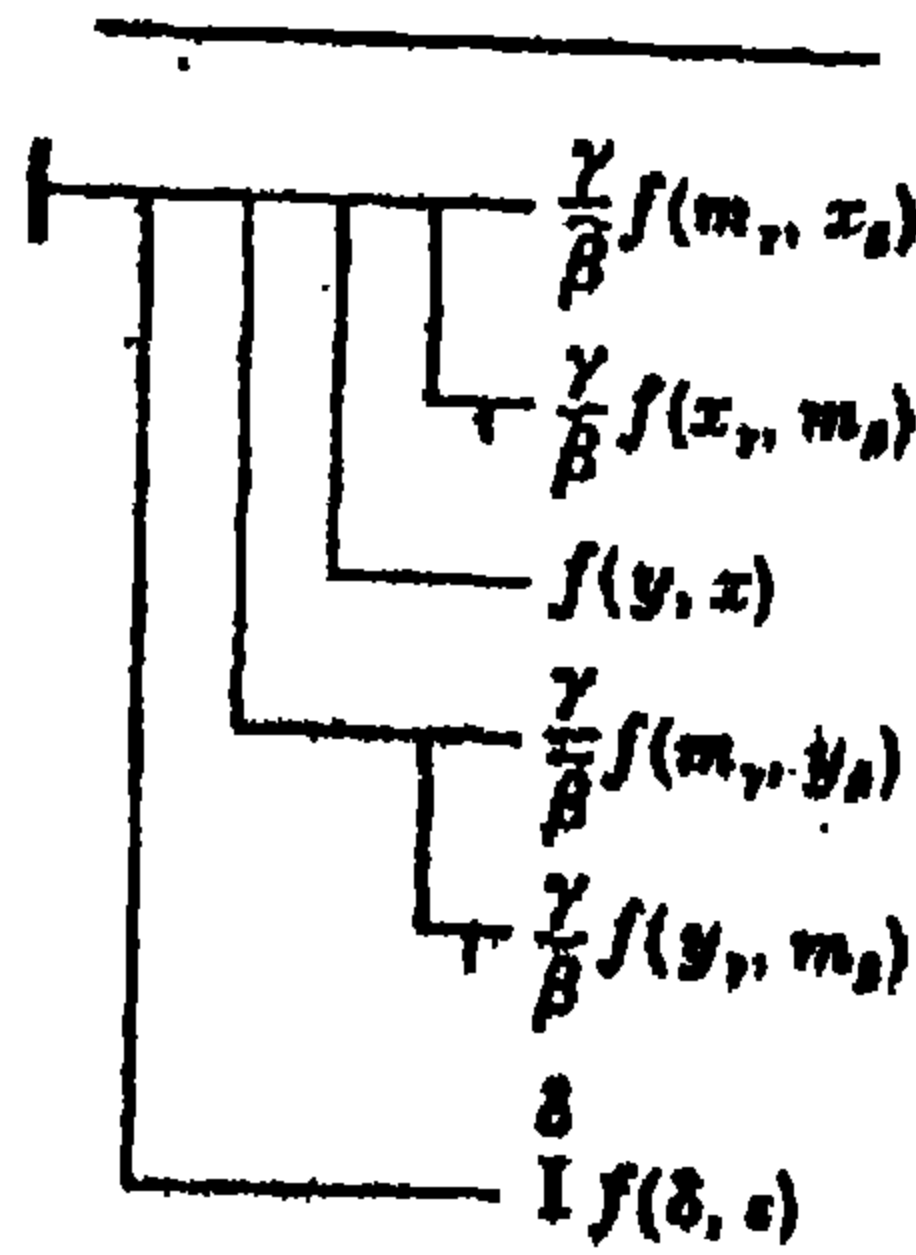 γ/β f(m_γ, x_β)
γ/β f(x_γ, m_β)
f(y, x)
γ/β f(m_γ, y_β)
γ/β f(y_γ, m_β)
δ
I f(δ, ε)